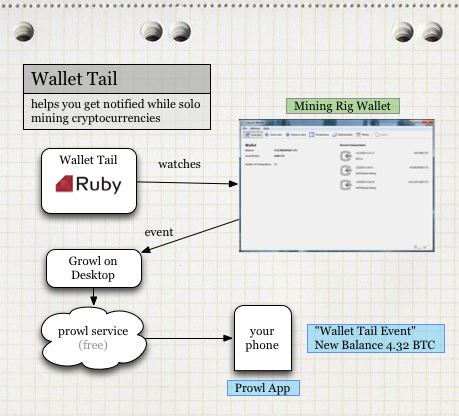 Wallet Tail
helps you get notified while solo
mining cryptocurrencies
Mining Rig Wallet
Wallet Tail
Ruby
watches
Wallet
event
Growl on
Desktop
prowl service
(free)
your
phone
"Wallet Tail Event"
New Balance 4.32 BTC
Prowl App